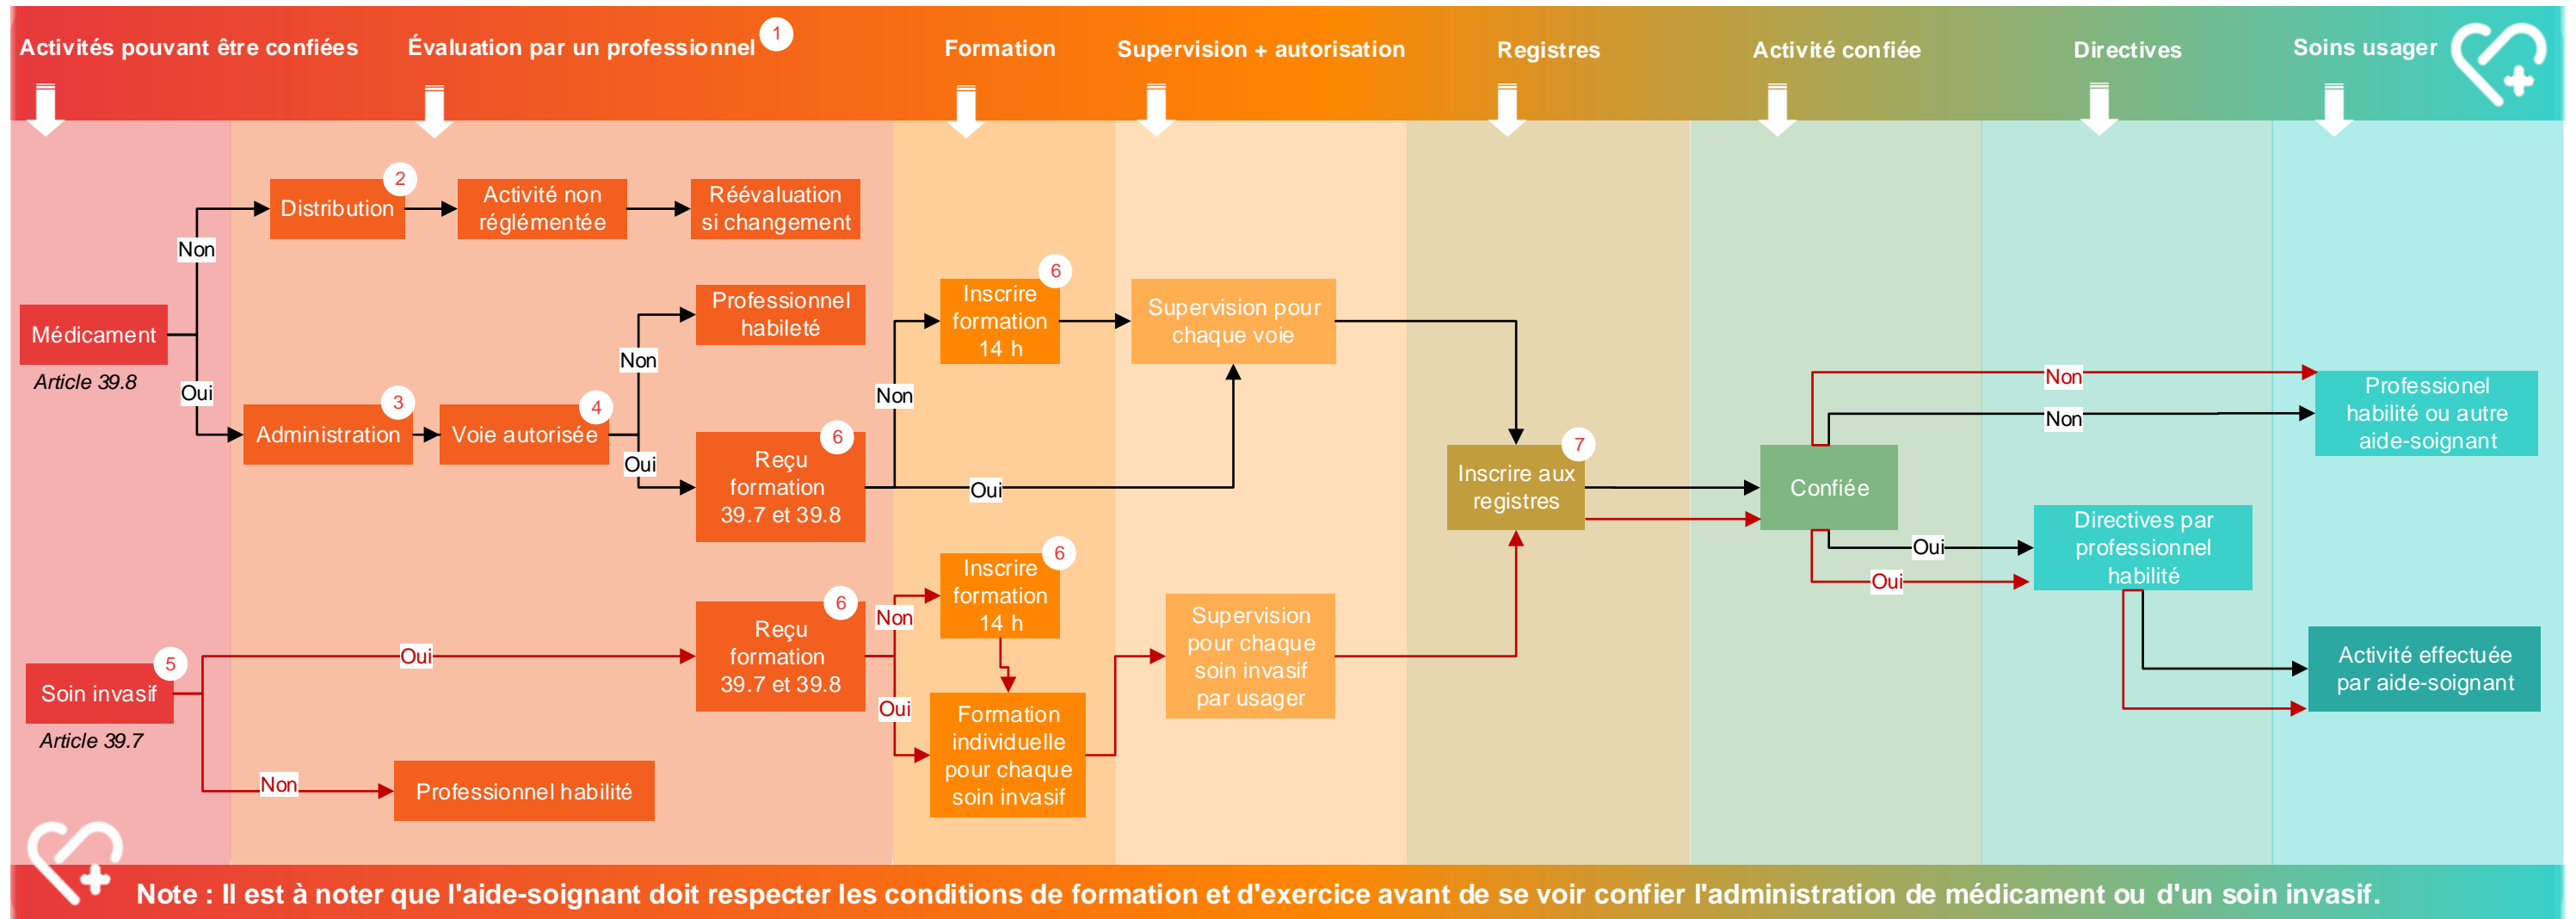 Activités pouvant être confiées
Évaluation par un professionnel
1
Formation
Supervision + autorisation
Registres
Activité confiée
Directives
Soins usager
Médicament
Article 39.8
Non
Oui
Distribution
2
Activité non
réglémentée
Réévaluation
si changement
Administration
3
Voie autorisée
4
Non
Oui
Professionnel
habileté
Reçu
formation
39.7 et 39.8
6
Non
Oui
Inscrire
formation
14 h
6
Supervision pour
chaque voie
Soin invasif
5
Article 39.7
Oui
Non
Professionnel habilité
Reçu
formation
39.7 et 39.8
6
Non
Oui
Inscrire
formation
14 h
6
Formation
individuelle
pour chaque
soin invasif
Supervision
pour chaque
soin invasif
par usager
Inscrire aux
registres
7
Confiée
Non
Non
Oui
Oui
Professionel
habilité ou autre
aide-soignant
Directives par
professionnel
habilité
Activité effectuée
par aide-soignant
Note : Il est à noter que l'aide-soignant doit respecter les conditions de formation et d'exercice avant de se voir confier l'administration de médicament ou d'un soin invasif.